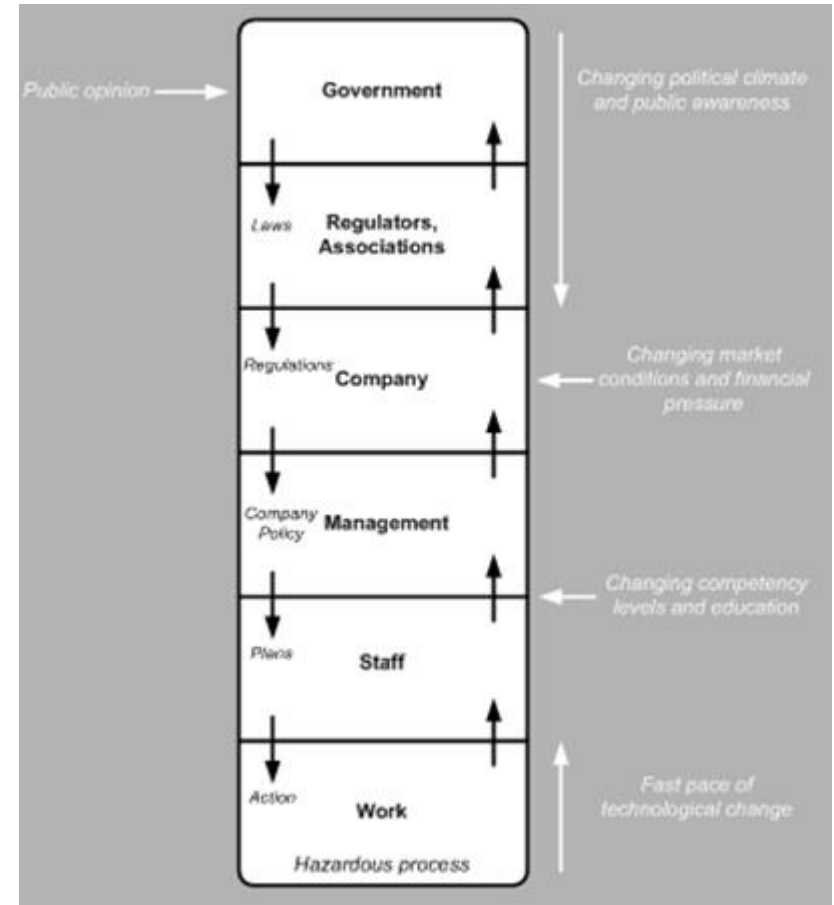 Public opinion
Government
Changing political climate
and public awareness
Laws
Regulators,
Associations
Regulations
Company
Changing market
conditions and financial
pressure
Company
Policy
Management
Changing competency
levels and education
Plans
Staff
Action
Work
Fast pace of
technological change
Hazardous process